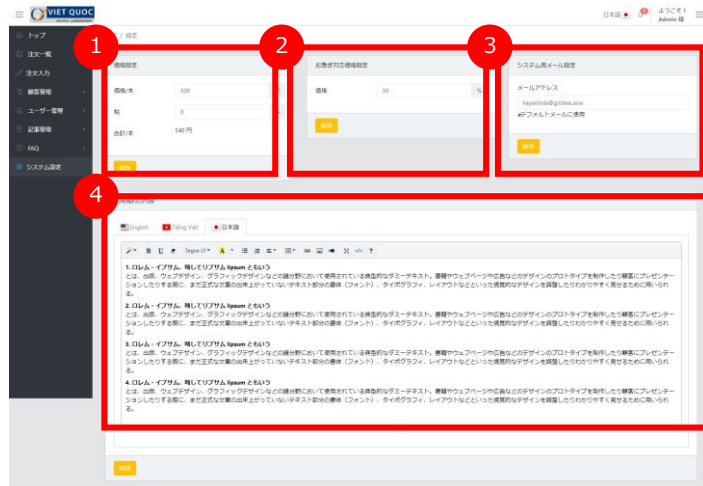 VIET QUOC
DENTAL LABORATORY
日本語
ようこそ！
Admin 様
トップ
注文一覧
注文入力
顧客管理
ユーザー管理
記事管理
FAQ
システム設定
/ 設定
1
2
3
4
価格設定
価格/本 500
税 8
合計/本 540 円
保存
お急ぎ対応価格設定
価格 30 %
保存
システム用メール設定
メールアドレス
デフォルトメールに使用
保存
利用規約の内容
English Tiếng Việt 日本語
B U Segoe UI A ?
1. ロレム・イプサム、略してリプサム lipsum ともいう
とは、出版、ウェブデザイン、グラフィックデザインなどの諸分野において使用されている典型的なダミーテキスト。書籍やウェブページや広告などのデザインのプロトタイプを制作したり顧客にプレゼンテー
ションしたりする際に、まだ正式な文章の出来上がっていないテキスト部分の書体（フォント）、タイポグラフィ、レイアウトなどといった視覚的なデザインを調整したりわかりやすく見せるために用いられ
る。
2. ロレム・イプサム、略してリプサム lipsum ともいう
とは、出版、ウェブデザイン、グラフィックデザインなどの諸分野において使用されている典型的なダミーテキスト。書籍やウェブページや広告などのデザインのプロトタイプを制作したり顧客にプレゼンテー
ションしたりする際に、まだ正式な文章の出来上がっていないテキスト部分の書体（フォント）、タイポグラフィ、レイアウトなどといった視覚的なデザインを調整したりわかりやすく見せるために用いられ
る。
3. ロレム・イプサム、略してリプサム lipsum ともいう
とは、出版、ウェブデザイン、グラフィックデザインなどの諸分野において使用されている典型的なダミーテキスト。書籍やウェブページや広告などのデザインのプロトタイプを制作したり顧客にプレゼンテー
ションしたりする際に、まだ正式な文章の出来上がっていないテキスト部分の書体（フォント）、タイポグラフィ、レイアウトなどといった視覚的なデザインを調整したりわかりやすく見せるために用いられ
る。
4. ロレム・イプサム、略してリプサム lipsum ともいう
とは、出版、ウェブデザイン、グラフィックデザインなどの諸分野において使用されている典型的なダミーテキスト。書籍やウェブページや広告などのデザインのプロトタイプを制作したり顧客にプレゼンテー
ションしたりする際に、まだ正式な文章の出来上がっていないテキスト部分の書体（フォント）、タイポグラフィ、レイアウトなどといった視覚的なデザインを調整したりわかりやすく見せるために用いられ
る。
保存